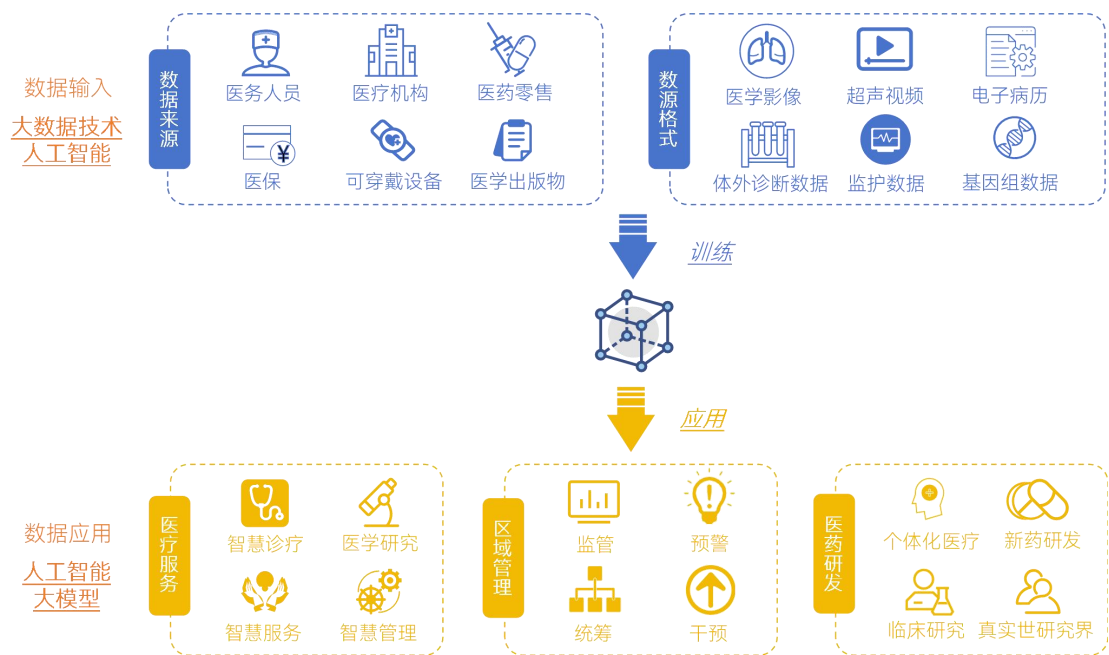 数据输入
大数据技术
人工智能
数据来源
医务人员
医疗机构
医药零售
医保
¥
可穿戴设备
医学出版物
数源格式
医学影像
超声视频
电子病历
体外诊断数据
监护数据
基因组数据
训练
应用
数据应用
人工智能
大模型
医疗服务
智慧诊疗
医学研究
智慧服务
智慧管理
区域管理
监管
预警
统筹
干预
医药研发
个体化医疗
新药研发
临床研究
真实世研究界